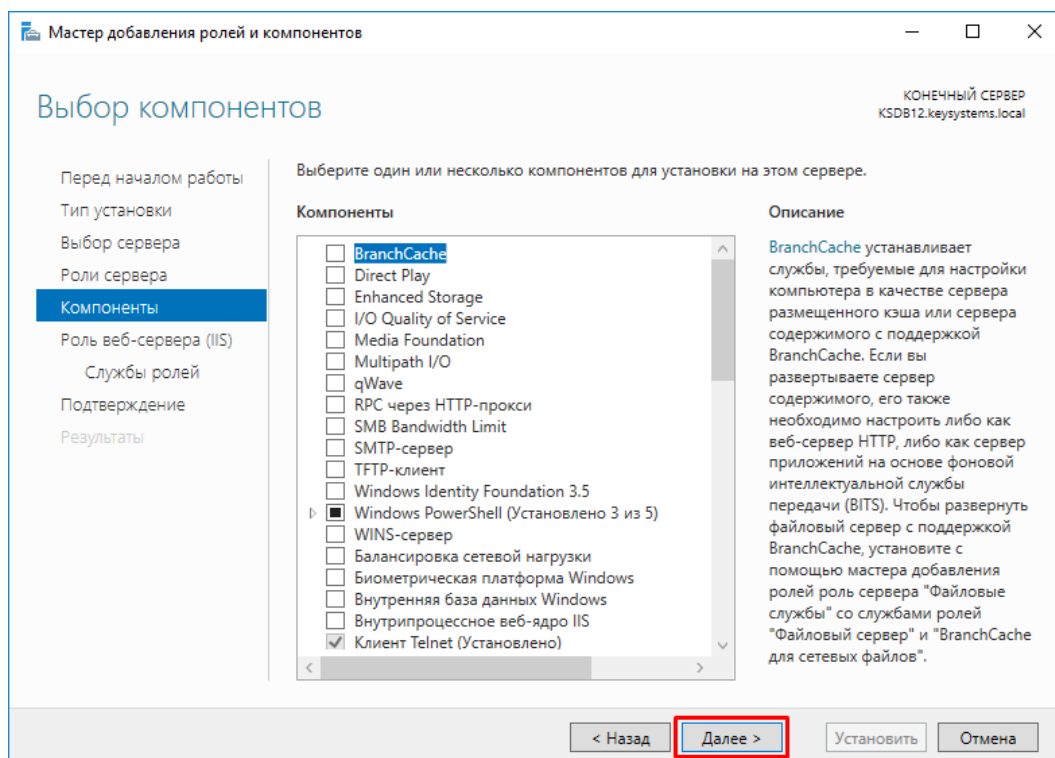 Мастер добавления ролей и компонентов
Выбор компонентов
КОНЕЧНЫЙ СЕРВЕР
KSDB12.keysystems.local
Перед началом работы
Тип установки
Выбор сервера
Роли сервера
Компоненты
Роль веб-сервера (IIS)
Службы ролей
Подтверждение
Результаты
Выберите один или несколько компонентов для установки на этом сервере.
Компоненты
BranchCache
Direct Play
Enhanced Storage
I/O Quality of Service
Media Foundation
Multipath I/O
qWave
RPC через HTTP-прокси
SMB Bandwidth Limit
SMTP-сервер
TFTP-клиент
Windows Identity Foundation 3.5
Windows PowerShell (Установлено 3 из 5)
WINS-сервер
Балансировка сетевой нагрузки
Биометрическая платформа Windows
Внутренняя база данных Windows
Внутрипроцессное веб-ядро IIS
Клиент Telnet (Установлено)
Описание
BranchCache устанавливает
службы, требуемые для настройки
компьютера в качестве сервера
размещенного кэша или сервера
содержимого с поддержкой
BranchCache. Если вы
развертываете сервер
содержимого, его также
необходимо настроить либо как
веб-сервер HTTP, либо как сервер
приложений на основе фоновой
интеллектуальной службы
передачи (BITS). Чтобы развернуть
файловый сервер с поддержкой
BranchCache, установите с
помощью мастера добавления
ролей роль сервера "Файловые
службы" со службами ролей
"Файловый сервер" и "BranchCache
для сетевых файлов".
< Назад
Далее >
Установить
Отмена